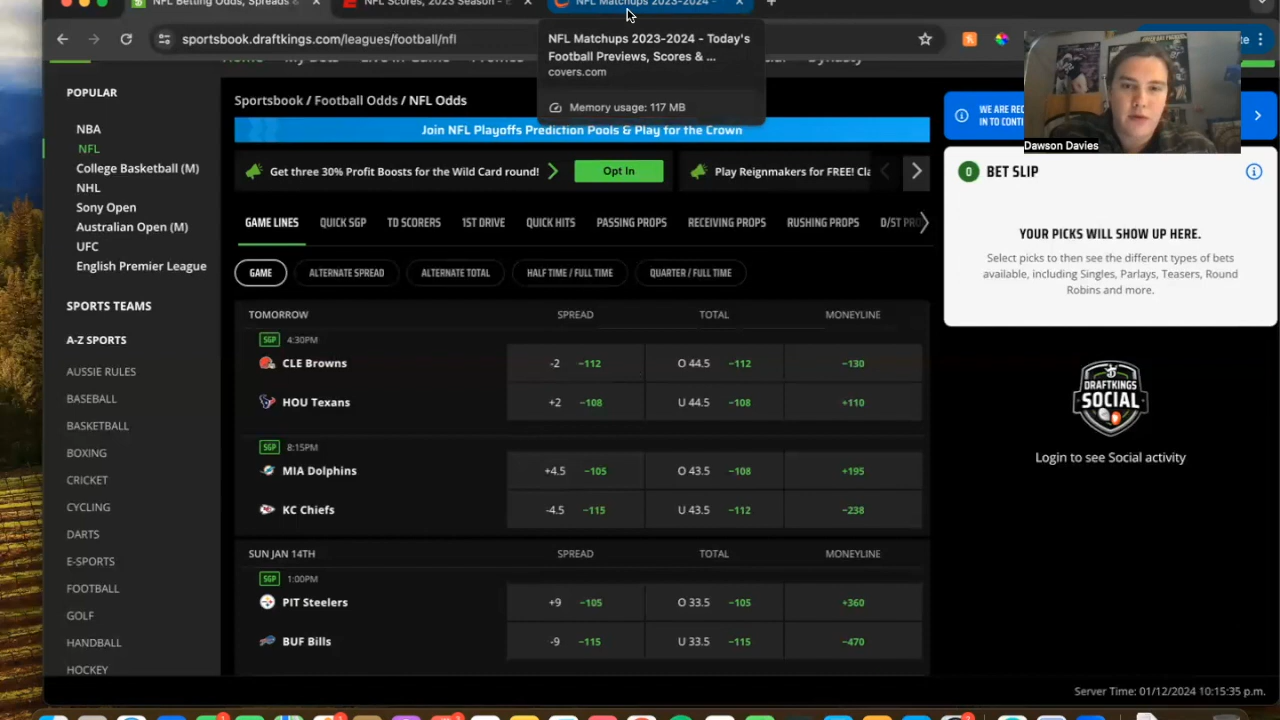 NFL Betting Odds, Spreads &
NFL Scores, 2023 Season - E
NFL Matchups 2023-2024 -
sportsbook.draftkings.com/leagues/football/nfl
NFL Matchups 2023-2024 - Today's
Football Previews, Scores & ...
covers.com
Memory usage: 117 MB
Dawson Davies
POPULAR
NBA
NFL
College Basketball (M)
NHL
Sony Open
Australian Open (M)
UFC
English Premier League
SPORTS TEAMS
A-Z SPORTS
AUSSIE RULES
BASEBALL
BASKETBALL
BOXING
CRICKET
CYCLING
DARTS
E-SPORTS
FOOTBALL
GOLF
HANDBALL
HOCKEY
Sportsbook / Football Odds / NFL Odds
Join NFL Playoffs Prediction Pools & Play for the Crown
Get three 30% Profit Boosts for the Wild Card round!
Opt In
Play Reignmakers for FREE! Cla
GAME LINES QUICK SGP TD SCORERS 1ST DRIVE QUICK HITS PASSING PROPS RECEIVING PROPS RUSHING PROPS D/ST PRO
GAME ALTERNATE SPREAD ALTERNATE TOTAL HALF TIME / FULL TIME QUARTER / FULL TIME
TOMORROW SPREAD TOTAL MONEYLINE
SGP 4:30PM
CLE Browns -2 −112 O 44.5 −112 −130
HOU Texans +2 −108 U 44.5 −108 +110
SGP 8:15PM
MIA Dolphins +4.5 −105 O 43.5 −108 +195
KC Chiefs -4.5 −115 U 43.5 −112 −238
SUN JAN 14TH SPREAD TOTAL MONEYLINE
SGP 1:00PM
PIT Steelers +9 −105 O 33.5 −105 +360
BUF Bills -9 −115 U 33.5 −115 −470
WE ARE REC
IN TO CONTI
0 BET SLIP
YOUR PICKS WILL SHOW UP HERE.
Select picks to then see the different types of bets
available, including Singles, Parlays, Teasers, Round
Robins and more.
DRAFTKINGS
SOCIAL
Login to see Social activity
Server Time: 01/12/2024 10:15:35 p.m.